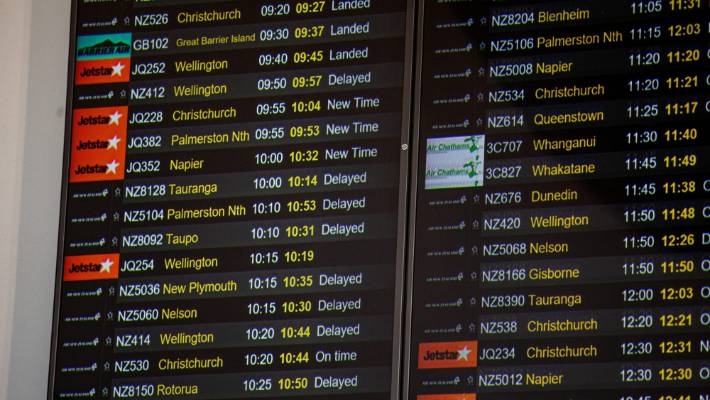 NZ526 Christchurch 09:20 09:27 Landed
BARRIER AIR GB102 Great Barrier Island 09:30 09:37 Landed
Jetstar JQ252 Wellington 09:40 09:45 Landed
NZ412 Wellington 09:50 09:57 Delayed
Jetstar JQ228 Christchurch 09:55 10:04 New Time
Jetstar JQ382 Palmerston Nth 09:55 09:53 New Time
Jetstar JQ352 Napier 10:00 10:32 New Time
NZ8128 Tauranga 10:00 10:14 Delayed
NZ5104 Palmerston Nth 10:10 10:53 Delayed
NZ8092 Taupo 10:10 10:31 Delayed
Jetstar JQ254 Wellington 10:15 10:19
NZ5036 New Plymouth 10:15 10:35 Delayed
NZ5060 Nelson 10:15 10:30 Delayed
NZ414 Wellington 10:20 10:44 Delayed
NZ530 Christchurch 10:20 10:44 On time
NZ8150 Rotorua 10:25 10:50 Delayed
NZ8204 Blenheim 11:05 11:31
NZ5106 Palmerston Nth 11:15 12:03
NZ5008 Napier 11:20 11:20
NZ534 Christchurch 11:20 11:21
NZ614 Queenstown 11:25 11:17
Air Chathams 3C707 Whanganui 11:30 11:40
Air Chathams 3C827 Whakatane 11:45 11:49
NZ676 Dunedin 11:45 11:38
NZ420 Wellington 11:50 11:48
NZ5068 Nelson 11:50 12:26 D
NZ8166 Gisborne 11:50 11:50
NZ8390 Tauranga 12:00 12:03
NZ538 Christchurch 12:20 12:21
Jetstar JQ234 Christchurch 12:30 12:31
NZ5012 Napier 12:30 12:30